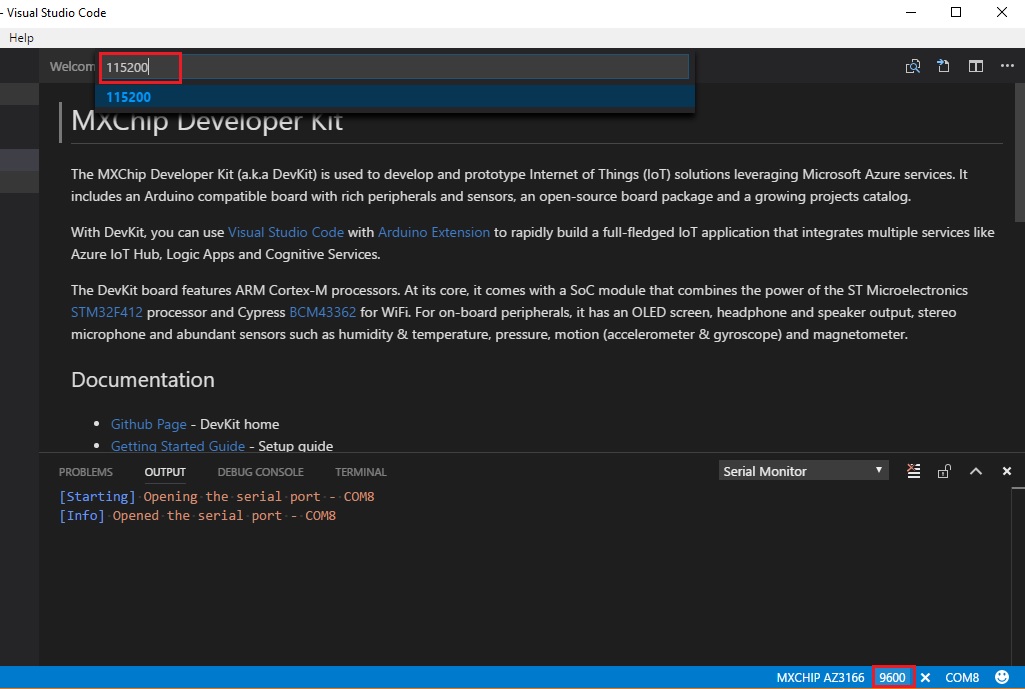 - Visual Studio Code
Help
Welcom
115200
115200
MXChip Developer Kit
The MXChip Developer Kit (a.k.a DevKit) is used to develop and prototype Internet of Things (IoT) solutions leveraging Microsoft Azure services. It
includes an Arduino compatible board with rich peripherals and sensors, an open-source board package and a growing projects catalog.
With DevKit, you can use Visual Studio Code with Arduino Extension to rapidly build a full-fledged IoT application that integrates multiple services like
Azure IoT Hub, Logic Apps and Cognitive Services.
The DevKit board features ARM Cortex-M processors. At its core, it comes with a SoC module that combines the power of the ST Microelectronics
STM32F412 processor and Cypress BCM43362 for WiFi. For on-board peripherals, it has an OLED screen, headphone and speaker output, stereo
microphone and abundant sensors such as humidity & temperature, pressure, motion (accelerometer & gyroscope) and magnetometer.
Documentation
• Github Page - DevKit home
• Getting Started Guide - Setup guide
PROBLEMS OUTPUT DEBUG CONSOLE TERMINAL Serial Monitor
[Starting] Opening the serial port - COM8
[Info] Opened the serial port - COM8
MXCHIP AZ3166 9600 COM8